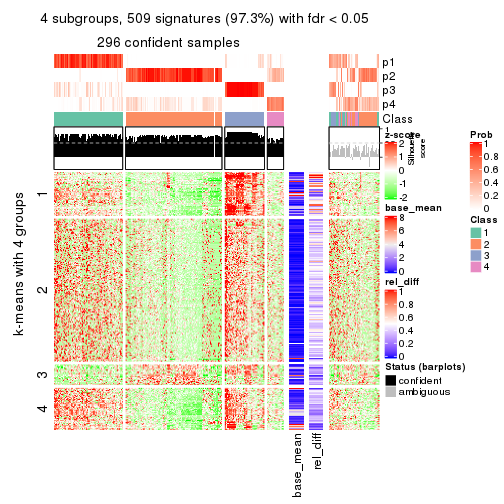 4 subgroups, 509 signatures (97.3%) with fdr < 0.05
296 confident samples
p1
p2
p3
p4
Class
1
Silhouette
score
k-means with 4 groups
1
2
3
4
base_mean
rel_diff
z-score
2
1
0
-1
-2
base_mean
8
6
4
2
0
rel_diff
1
0.8
0.6
0.4
0.2
0
Status (barplots)
confident
ambiguous
Prob
1
0.8
0.6
0.4
0.2
0
Class
1
2
3
4